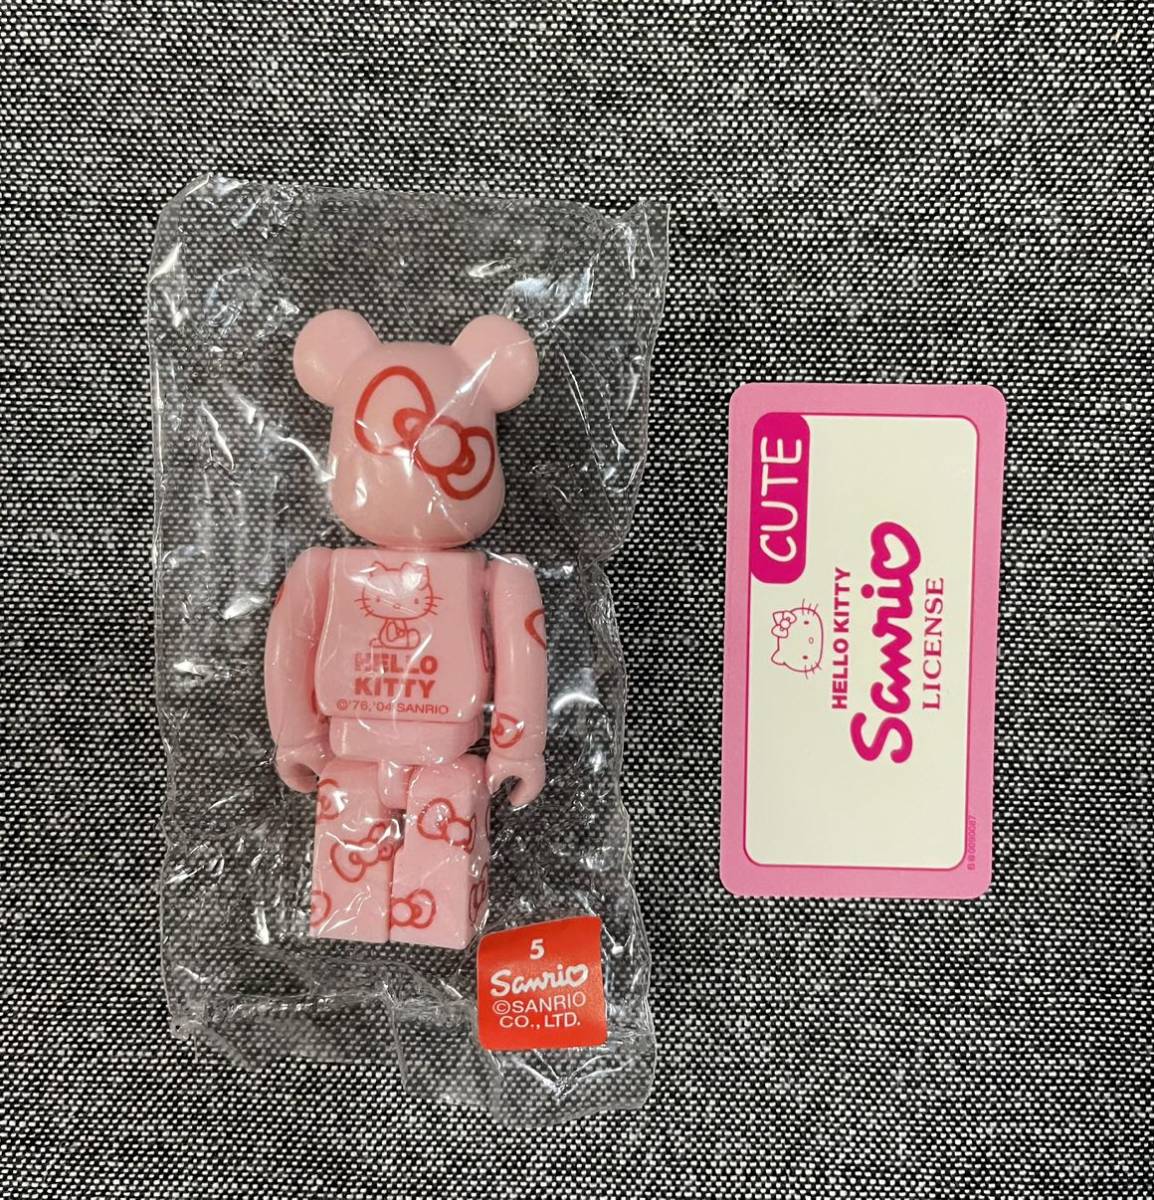 HELLO
KITTY
©'76,'04 SANRIO
5
Sanrio
©SANRIO
CO.,LTD.
CUTE
HELLO KITTY
Sanrio
LICENSE